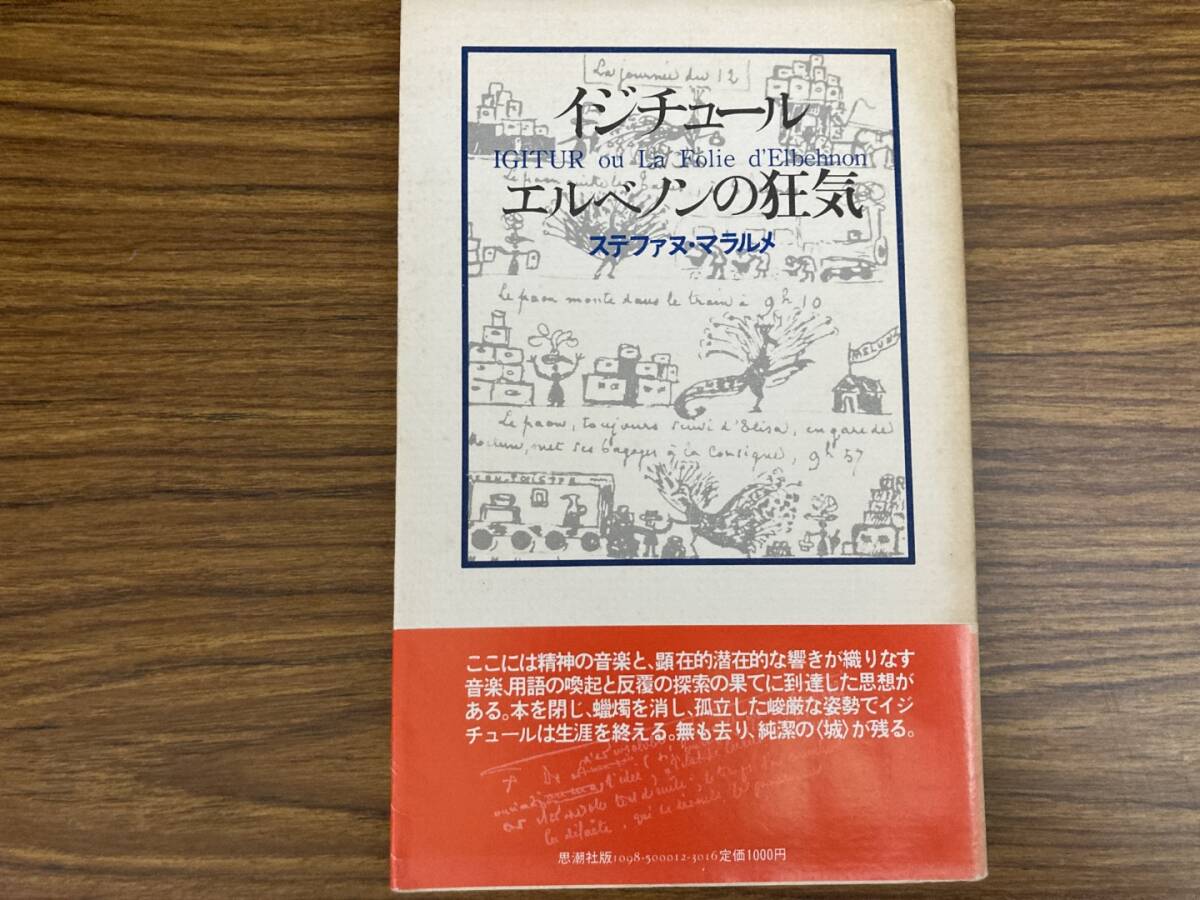 La journée du 12
イジチュール
IGITUR ou La Folie d'Elbehnon
エルベノンの狂気
ステファヌ・マラルメ
Le paon monte dans le train à 9h 10
MELUN
Le paon, toujours suivi d'Elisa, en gare de
Melun, met ses bagages à la Consigne, 9h 57
ここには精神の音楽と、顕在的潜在的な響きが織りなす
音楽、用語の喚起と反覆の探索の果てに到達した思想が
ある。本を閉じ、蠟燭を消し、孤立した峻厳な姿勢でイジ
チュールは生涯を終える。無も去り、純潔の〈城〉が残る。
思潮社版1098-500012-3016定価1000円